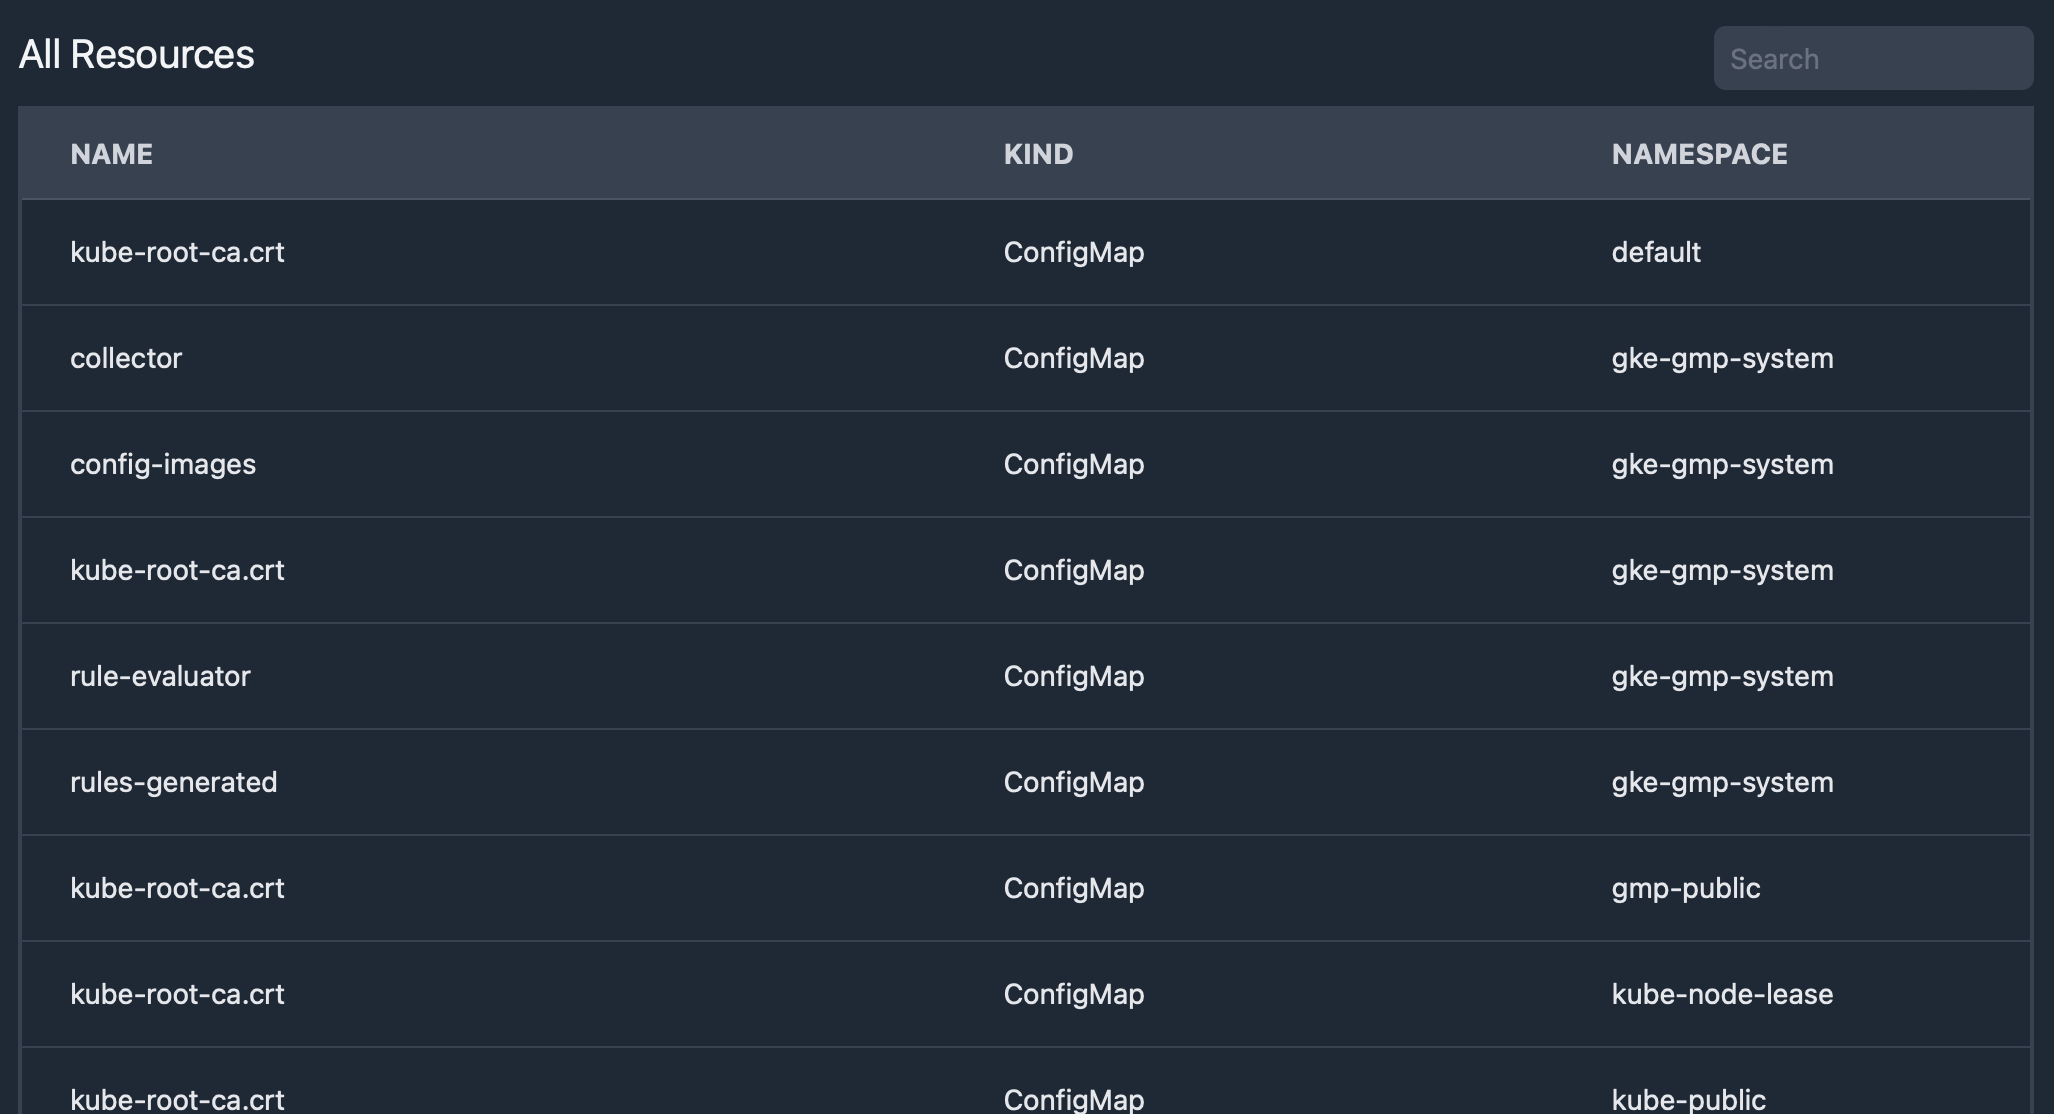 All Resources
Search
NAME KIND NAMESPACE
kube-root-ca.crt ConfigMap default
collector ConfigMap gke-gmp-system
config-images ConfigMap gke-gmp-system
kube-root-ca.crt ConfigMap gke-gmp-system
rule-evaluator ConfigMap gke-gmp-system
rules-generated ConfigMap gke-gmp-system
kube-root-ca.crt ConfigMap gmp-public
kube-root-ca.crt ConfigMap kube-node-lease
kube-root-ca.crt ConfigMap kube-public